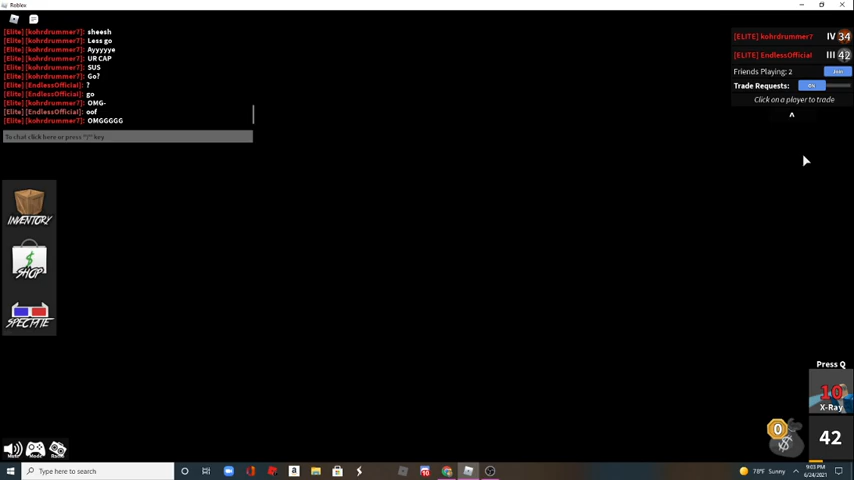 Roblox
[Elite] [kohrdrummer7]: sheesh
[Elite] [kohrdrummer7]: Less go
[Elite] [kohrdrummer7]: Ayyyyye
[Elite] [kohrdrummer7]: UR CAP
[Elite] [kohrdrummer7]: SUS
[Elite] [kohrdrummer7]: Go?
[Elite] [EndlessOfficial]: ?
[Elite] [EndlessOfficial]: go
[Elite] [kohrdrummer7]: OMG-
[Elite] [EndlessOfficial]: oof
[Elite] [kohrdrummer7]: OMGGGGG
To chat click here or press "/" key
[ELITE] kohrdrummer7 IV 34
[ELITE] EndlessOfficial III 42
Friends Playing: 2 Join
Trade Requests: ON
Click on a player to trade
^
INVENTORY
SHOP
SPECTATE
Press Q
10
X-Ray
0
42
Type here to search
10
78°F Sunny
9:03 PM
6/24/2021